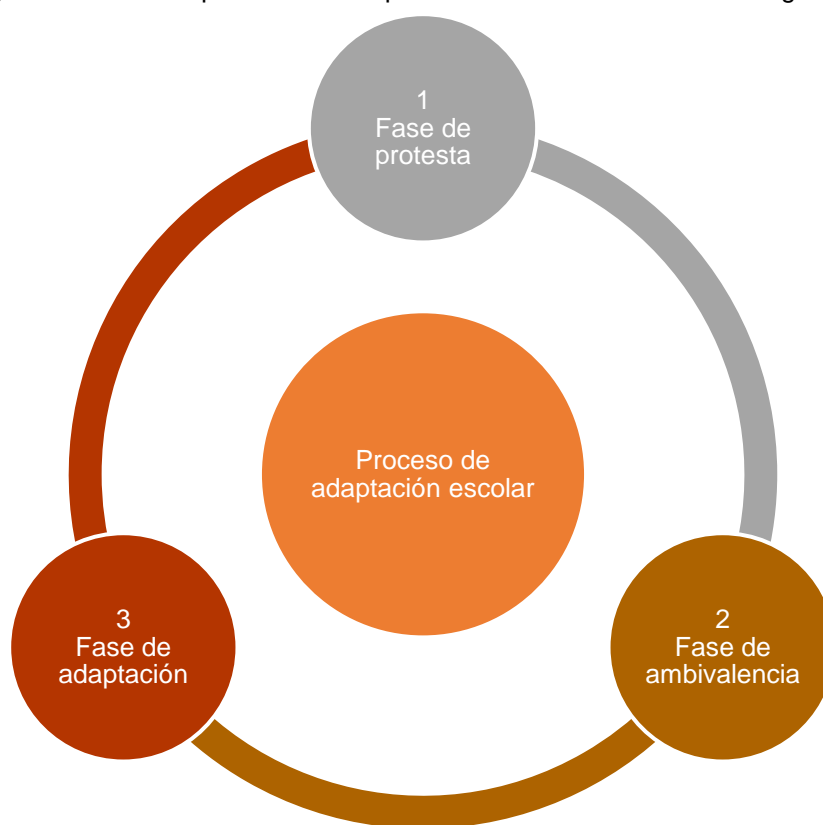 1
Fase de
protesta
Proceso de
adaptación escolar
3
Fase de
adaptación
2
Fase de
ambivalencia